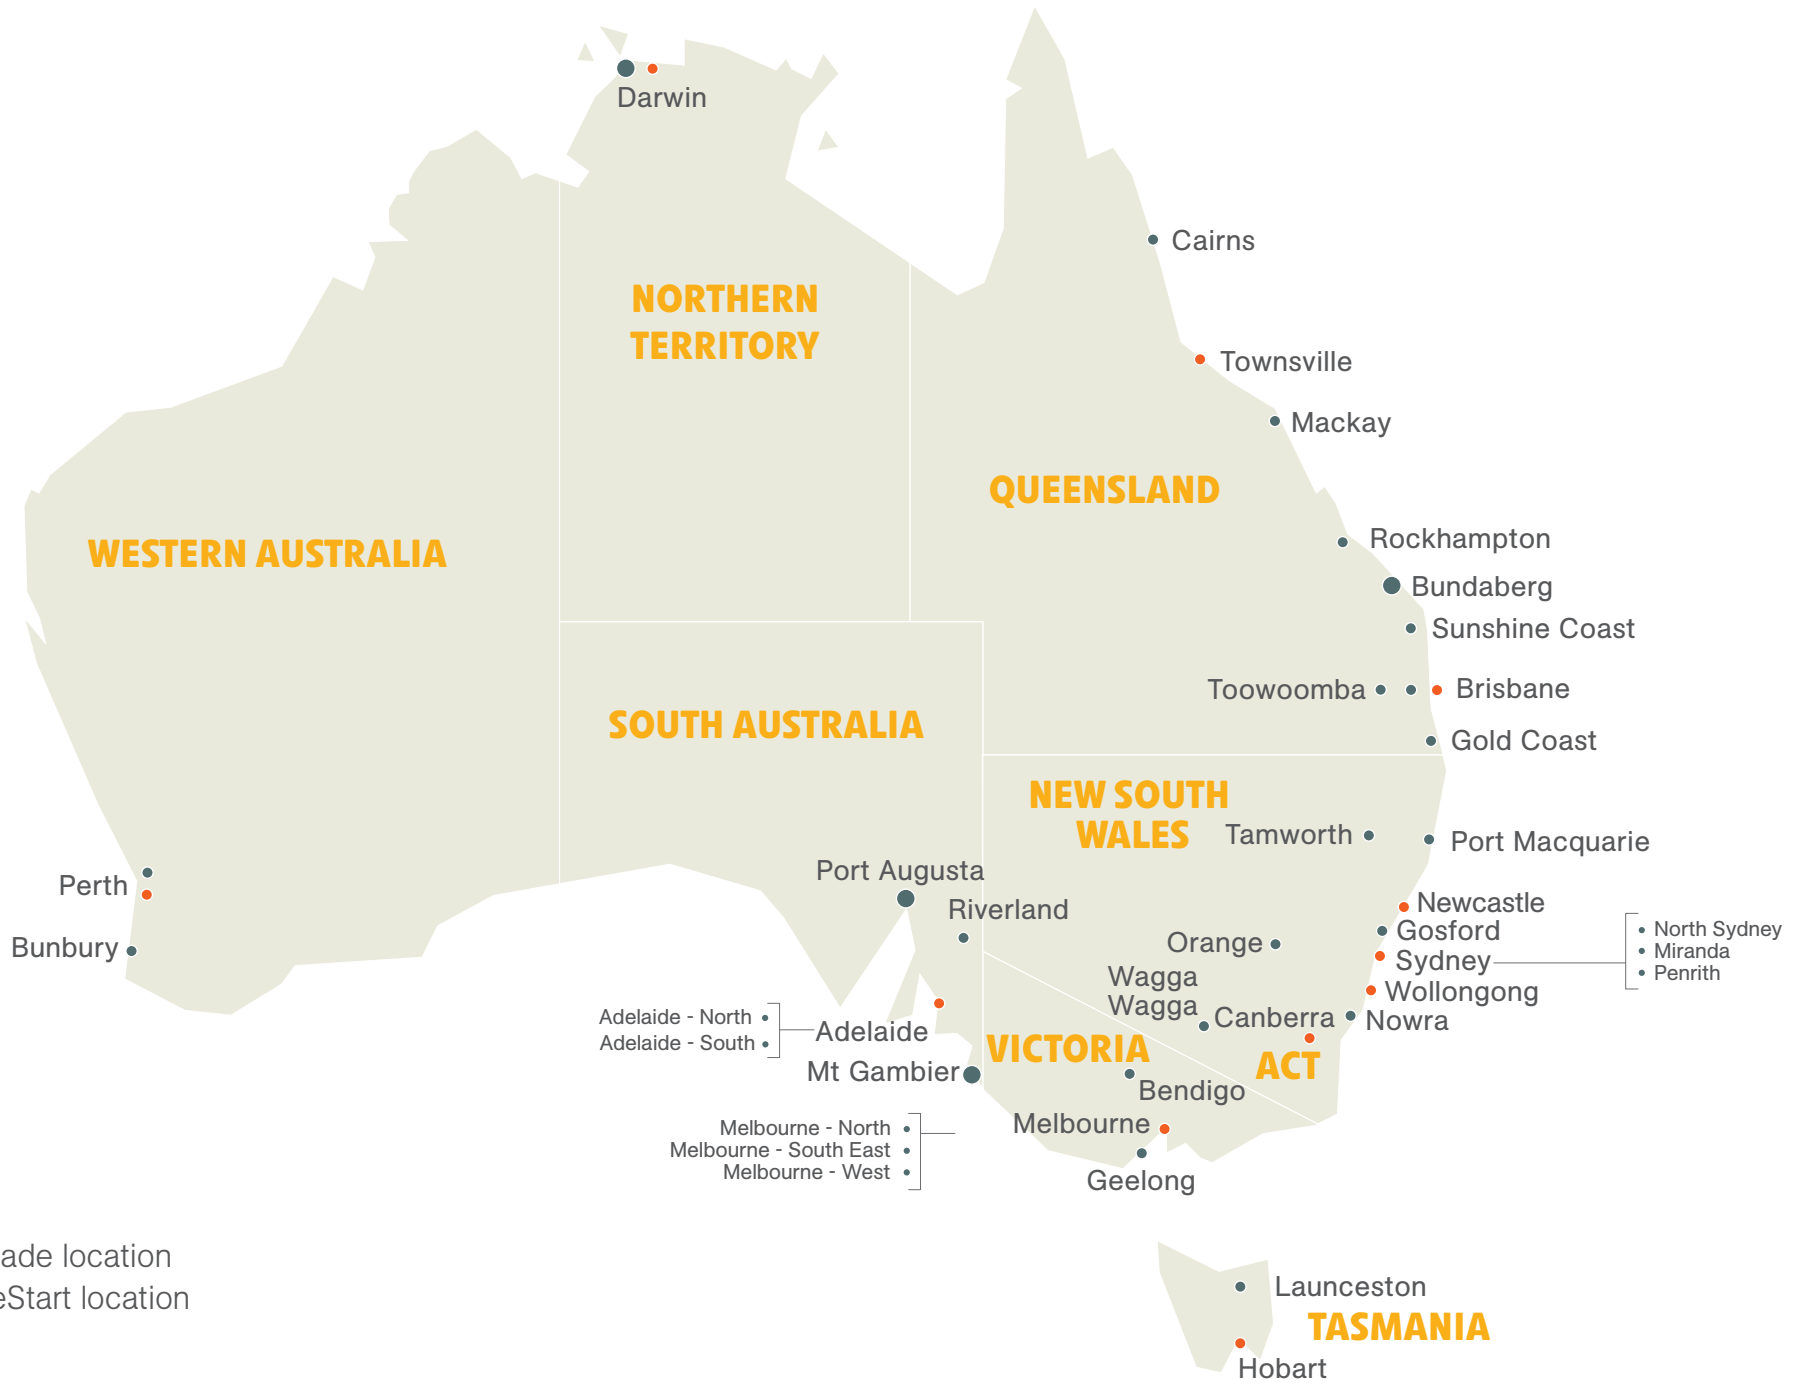 Darwin
Cairns
NORTHERN
TERRITORY
Townsville
Mackay
QUEENSLAND
WESTERN AUSTRALIA
Rockhampton
Bundaberg
Sunshine Coast
Toowoomba
Brisbane
SOUTH AUSTRALIA
Gold Coast
NEW SOUTH
WALES
Tamworth
Port Macquarie
Port Augusta
Perth
Riverland
Newcastle
Gosford
North Sydney
Orange
Bunbury
Sydney
Miranda
Penrith
Wagga
Wagga
Wollongong
Adelaide - North
Canberra
Nowra
Adelaide
Adelaide - South
VICTORIA
ACT
Mt Gambier
Bendigo
Melbourne
Melbourne - North
Melbourne - South East
Melbourne - West
Geelong
ade location
eStart location
Launceston
TASMANIA
Hobart